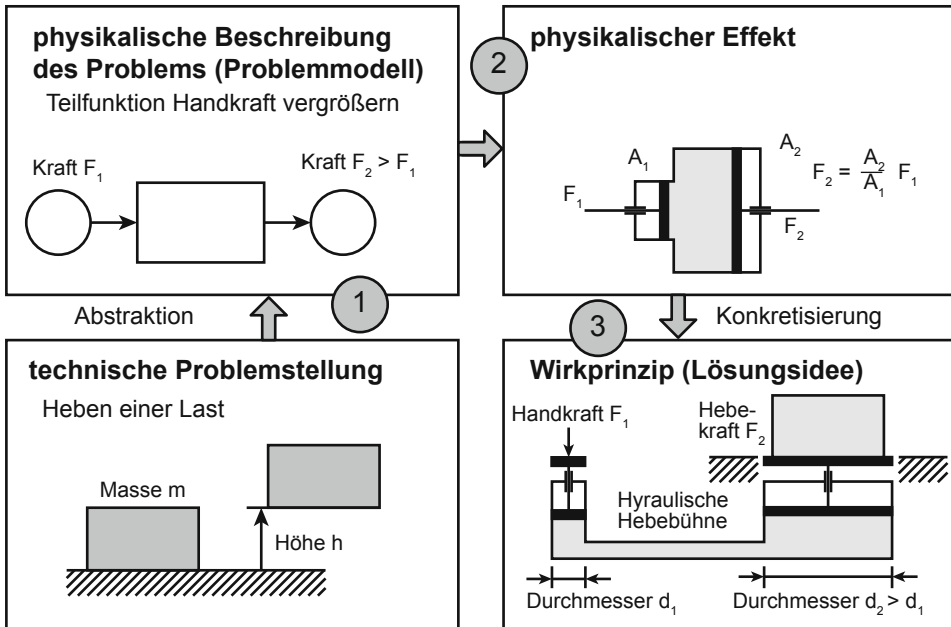 physikalische Beschreibung
des Problems (Problemmodell)
Teilfunktion Handkraft vergrößern
Kraft F₁
Kraft F₂ > F₁
2
physikalischer Effekt
A₁
A₂
F₁
F₂ = A₂/A₁ F₁
F₂
Abstraktion
1
3
Konkretisierung
technische Problemstellung
Heben einer Last
Masse m
Höhe h
Wirkprinzip (Lösungsidee)
Handkraft F₁
Hebe-
kraft F₂
Hyraulische
Hebebühne
Durchmesser d₁
Durchmesser d₂ > d₁